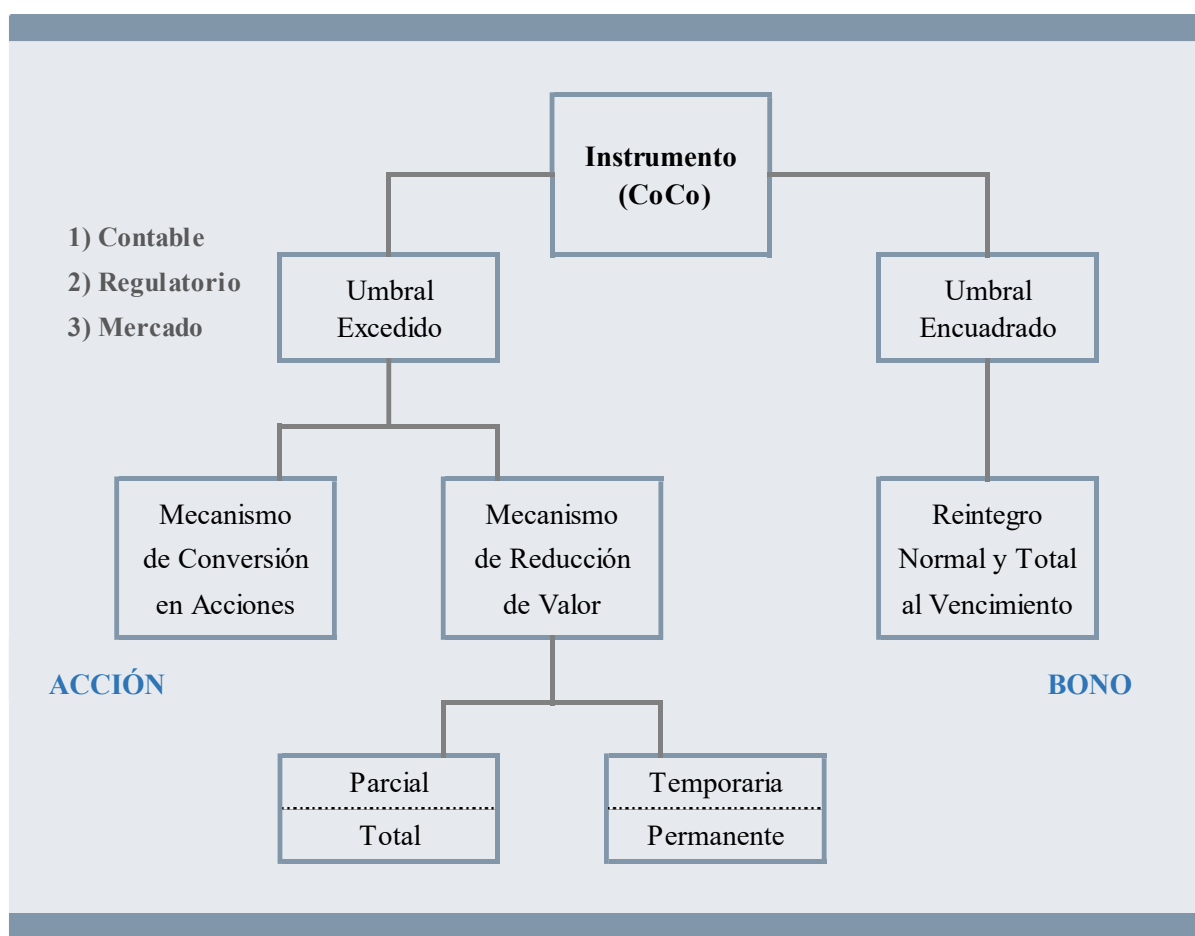 Instrumento
(CoCo)
1) Contable
2) Regulatorio
3) Mercado
Umbral
Excedido
Umbral
Encuadrado
Mecanismo
de Conversión
en Acciones
Mecanismo
de Reducción
de Valor
Reintegro
Normal y Total
al Vencimiento
ACCIÓN
BONO
Parcial
Total
Temporaria
Permanente